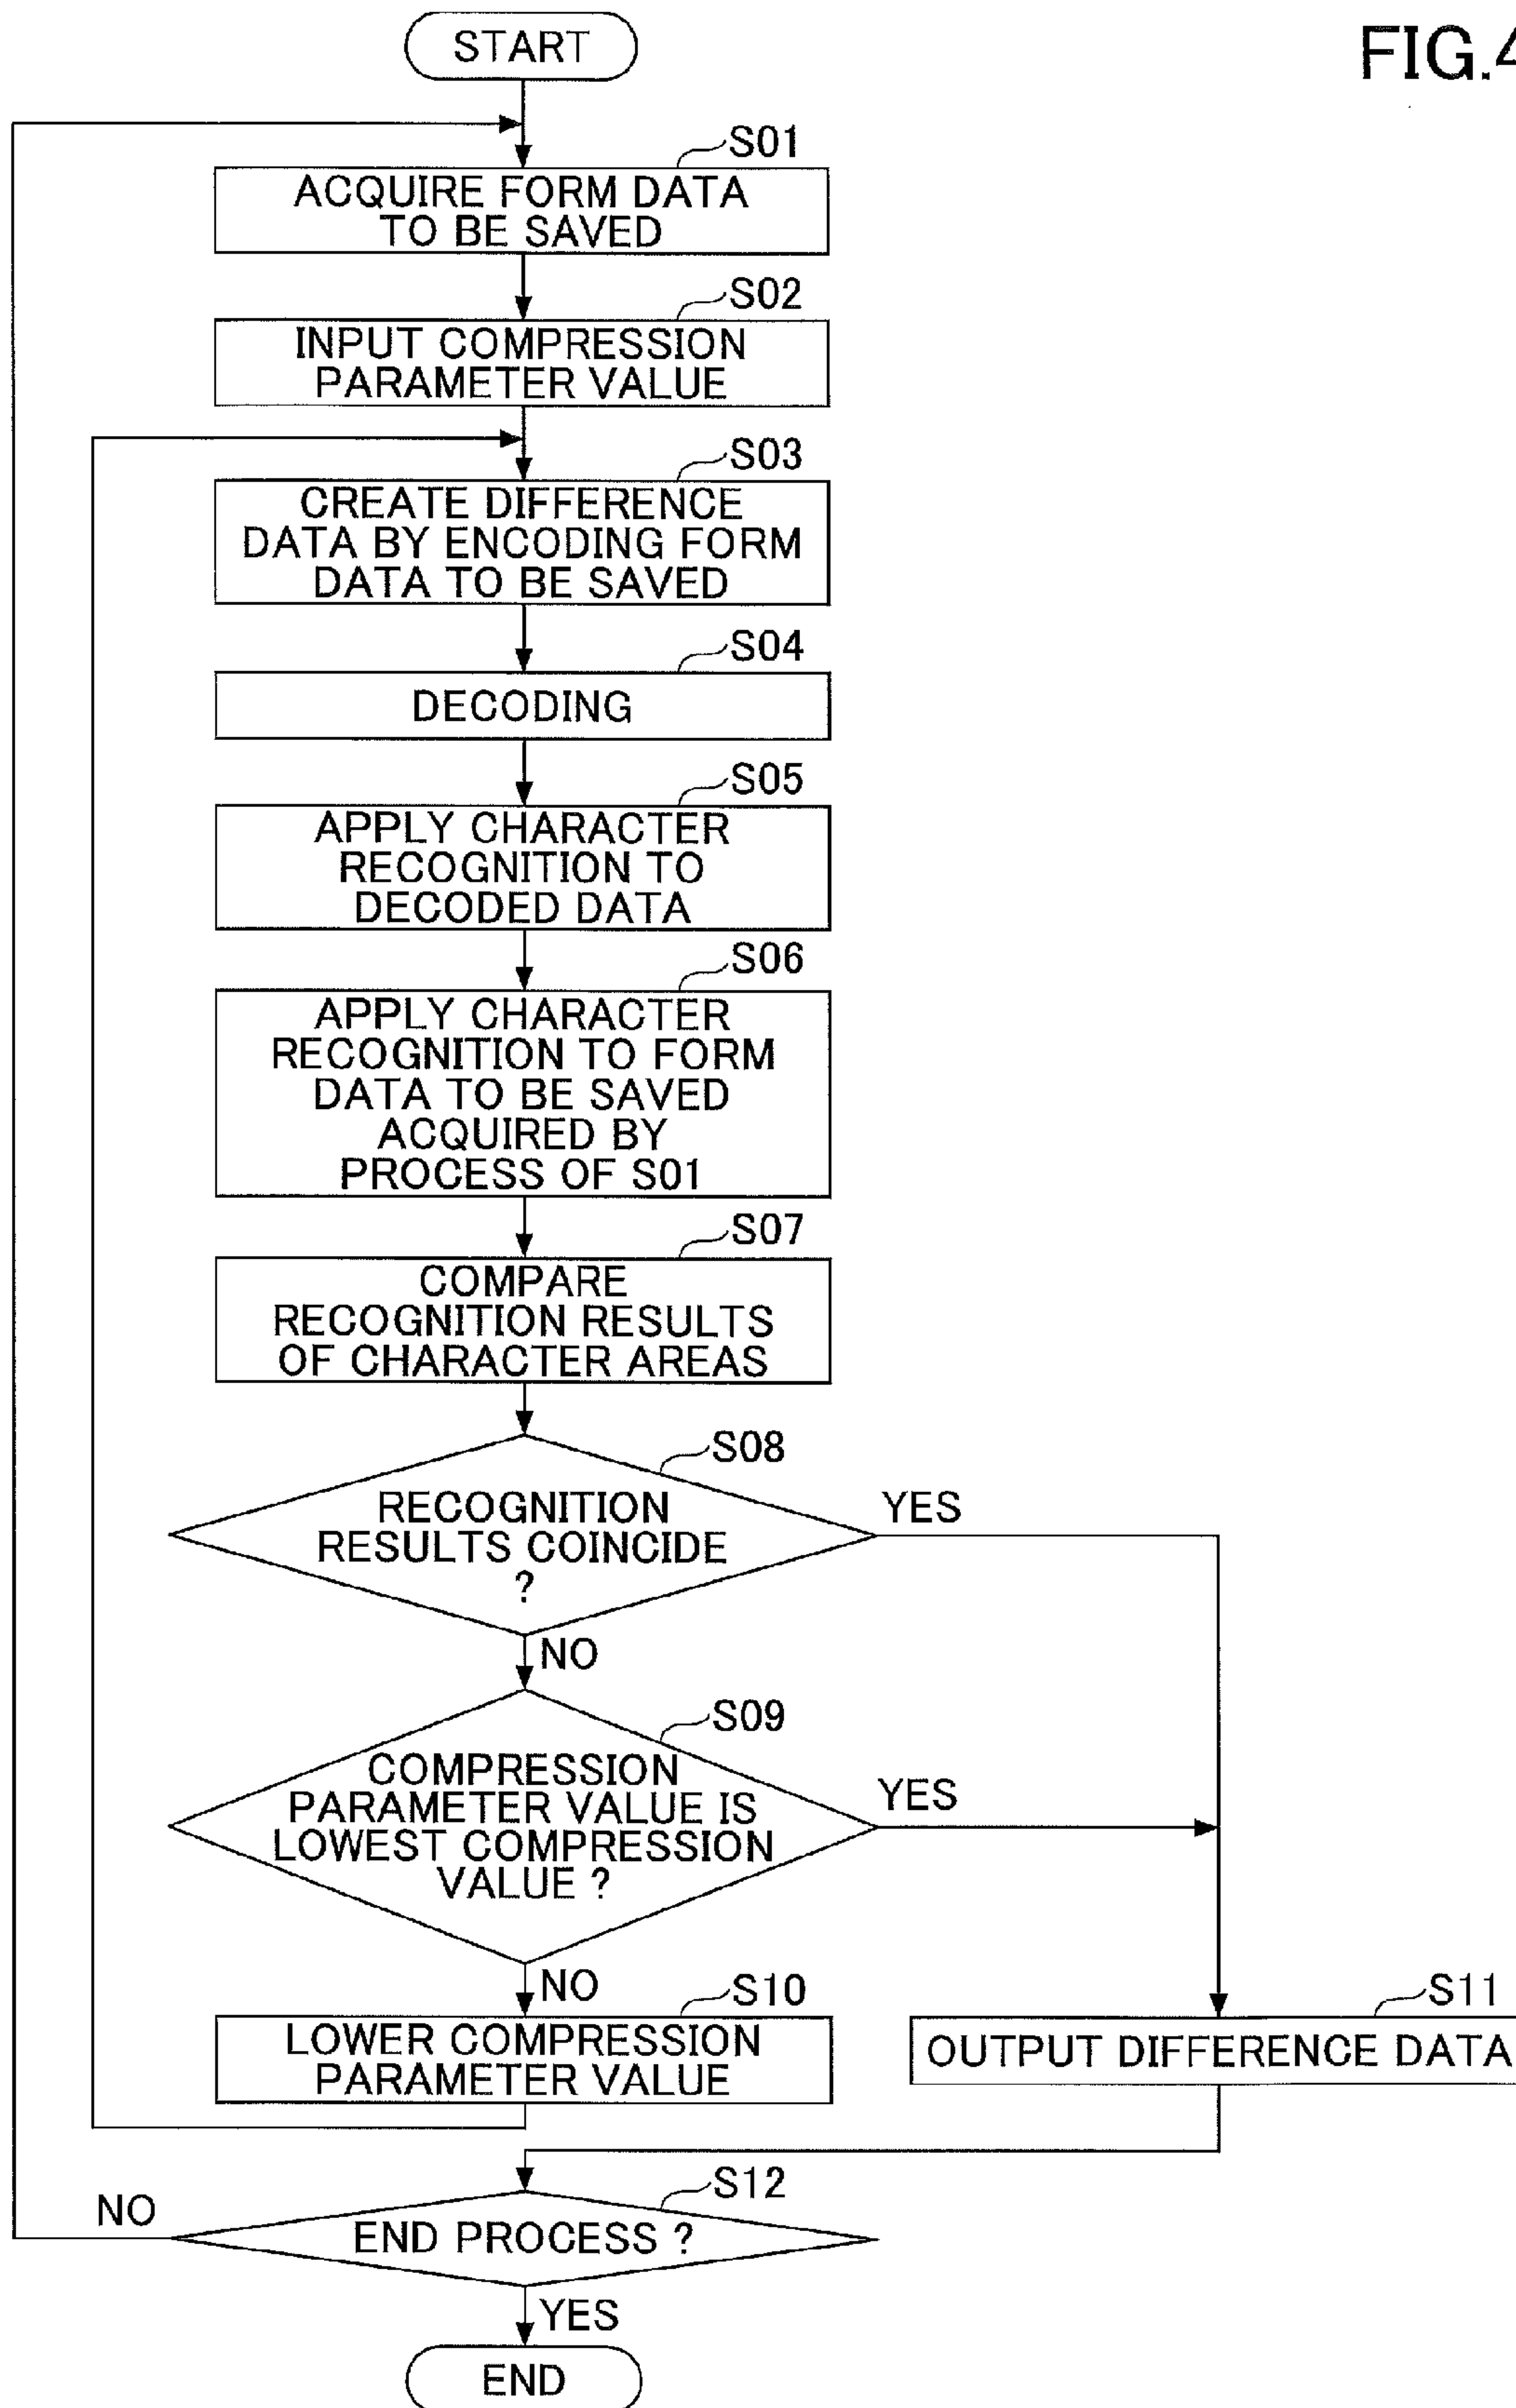 FIG.4
START
S01
ACQUIRE FORM DATA
TO BE SAVED
S02
INPUT COMPRESSION
PARAMETER VALUE
S03
CREATE DIFFERENCE
DATA BY ENCODING FORM
DATA TO BE SAVED
S04
DECODING
S05
APPLY CHARACTER
RECOGNITION TO
DECODED DATA
S06
APPLY CHARACTER
RECOGNITION TO FORM
DATA TO BE SAVED
ACQUIRED BY
PROCESS OF S01
S07
COMPARE
RECOGNITION RESULTS
OF CHARACTER AREAS
S08
RECOGNITION
RESULTS COINCIDE
?
YES
NO
S09
COMPRESSION
PARAMETER VALUE IS
LOWEST COMPRESSION
VALUE ?
YES
NO
S10
LOWER COMPRESSION
PARAMETER VALUE
S11
OUTPUT DIFFERENCE DATA
S12
END PROCESS ?
NO
YES
END